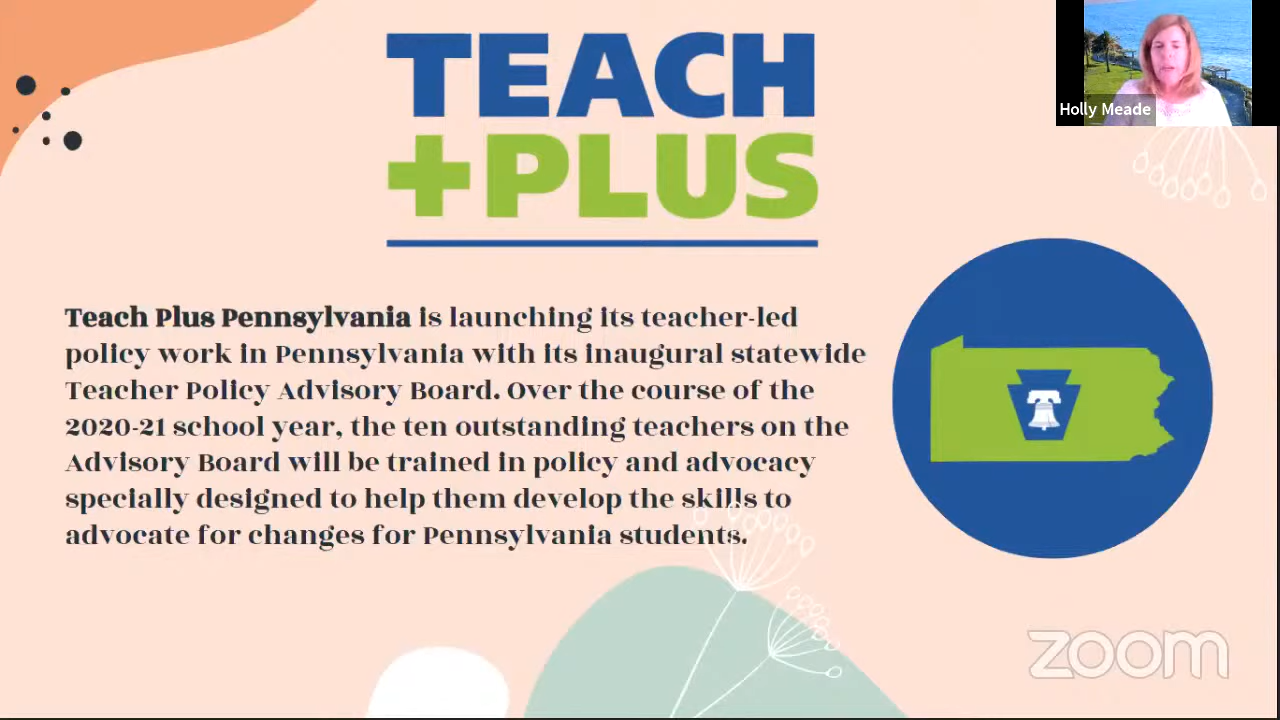 TEACH
+PLUS
Holly Meade
Teach Plus Pennsylvania is launching its teacher-led
policy work in Pennsylvania with its inaugural statewide
Teacher Policy Advisory Board. Over the course of the
2020-21 school year, the ten outstanding teachers on the
Advisory Board will be trained in policy and advocacy
specially designed to help them develop the skills to
advocate for changes for Pennsylvania students.
zoom